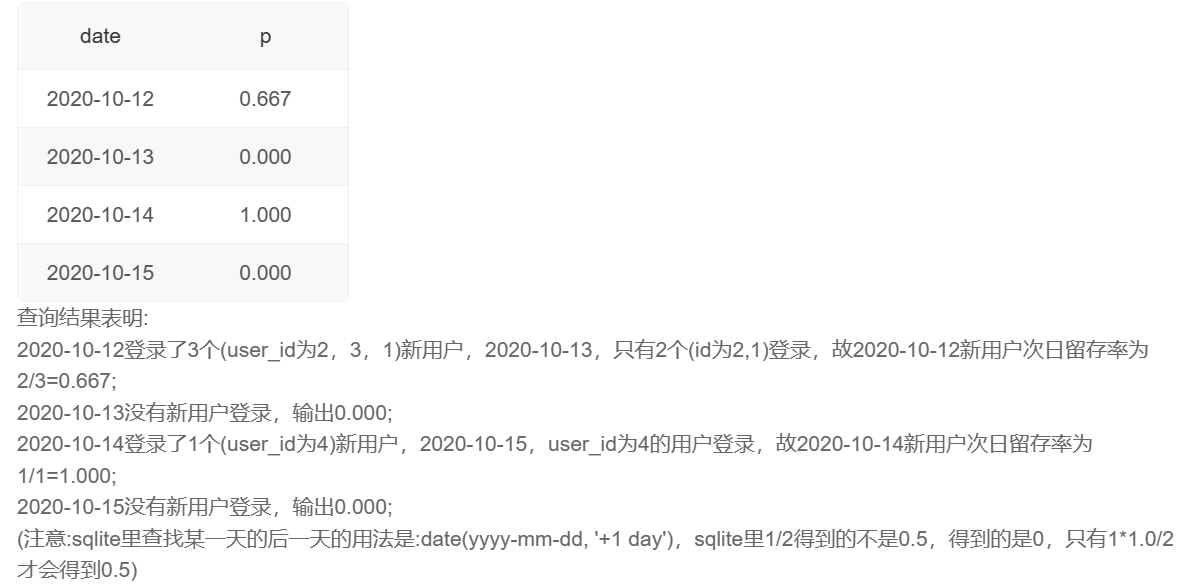 date p
2020-10-12 0.667
2020-10-13 0.000
2020-10-14 1.000
2020-10-15 0.000
查询结果表明:
2020-10-12登录了3个(user_id为2，3，1)新用户，2020-10-13，只有2个(id为2,1)登录，故2020-10-12新用户次日留存率为
2/3=0.667;
2020-10-13没有新用户登录，输出0.000;
2020-10-14登录了1个(user_id为4)新用户，2020-10-15，user_id为4的用户登录，故2020-10-14新用户次日留存率为
1/1=1.000;
2020-10-15没有新用户登录，输出0.000;
(注意:sqlite里查找某一天的后一天的用法是:date(yyyy-mm-dd, '+1 day')，sqlite里1/2得到的不是0.5，得到的是0，只有1*1.0/2
才会得到0.5)